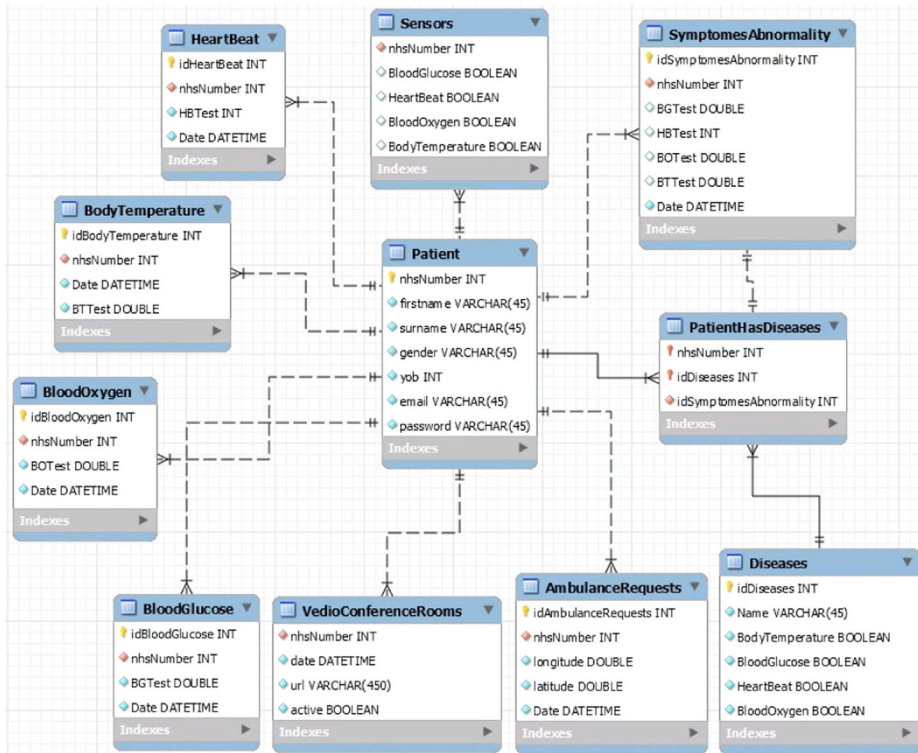 HeartBeat
idHeartBeat INT
nhsNumber INT
HBTest INT
Date DATETIME
Indexes
Sensors
nhsNumber INT
BloodGlucose BOOLEAN
HeartBeat BOOLEAN
BloodOxygen BOOLEAN
BodyTemperature BOOLEAN
Indexes
SymptomesAbnormality
idSymptomesAbnormality INT
nhsNumber INT
BGTest DOUBLE
HBTest INT
BOTest DOUBLE
BTTest DOUBLE
Date DATETIME
Indexes
BodyTemperature
idBodyTemperature INT
nhsNumber INT
Date DATETIME
BTTest DOUBLE
Indexes
Patient
nhsNumber INT
firstname VARCHAR(45)
surname VARCHAR(45)
gender VARCHAR(45)
yob INT
email VARCHAR(45)
password VARCHAR(45)
Indexes
PatientHasDiseases
nhsNumber INT
idDiseases INT
idSymptomesAbnormality INT
Indexes
BloodOxygen
idBloodOxygen INT
nhsNumber INT
BOTest DOUBLE
Date DATETIME
Indexes
BloodGlucose
idBloodGlucose INT
nhsNumber INT
BGTest DOUBLE
Date DATETIME
Indexes
VedioConferenceRooms
nhsNumber INT
date DATETIME
url VARCHAR(450)
active BOOLEAN
Indexes
AmbulanceRequests
idAmbulanceRequests INT
nhsNumber INT
longitude DOUBLE
latitude DOUBLE
Date DATETIME
Indexes
Diseases
idDiseases INT
Name VARCHAR(45)
BodyTemperature BOOLEAN
BloodGlucose BOOLEAN
HeartBeat BOOLEAN
BloodOxygen BOOLEAN
Indexes